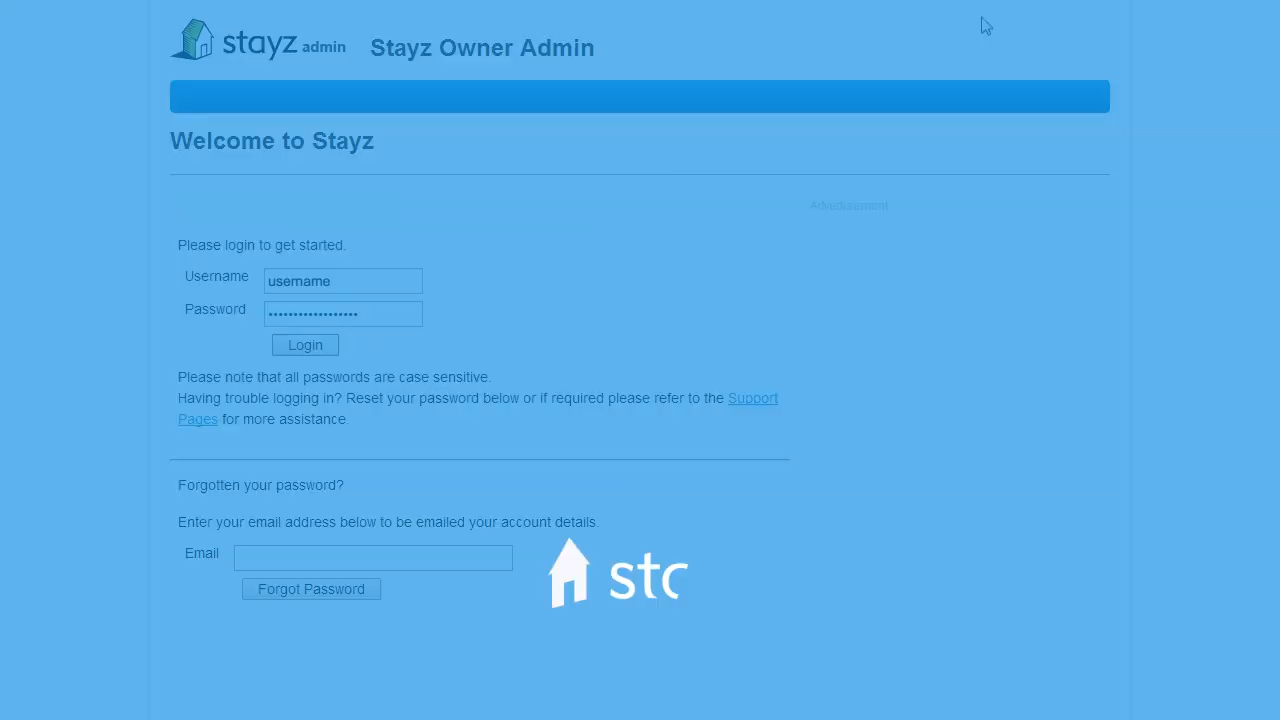 stayz admin Stayz Owner Admin
Welcome to Stayz
Advertisement
Please login to get started.
Username username
Password ••••••••••••••••••
Login
Please note that all passwords are case sensitive.
Having trouble logging in? Reset your password below or if required please refer to the Support
Pages for more assistance.
Forgotten your password?
Enter your email address below to be emailed your account details.
Email
Forgot Password